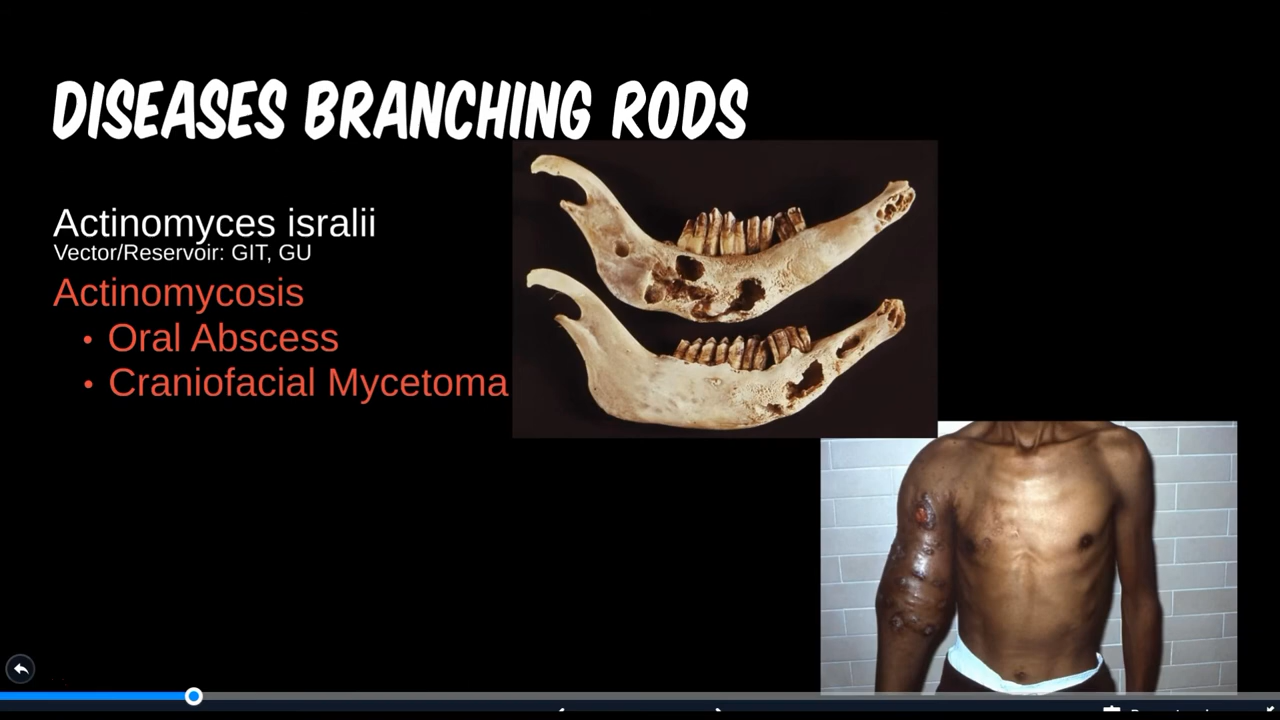 DISEASES BRANCHING RODS
Actinomyces isralii
Vector/Reservoir: GIT, GU
Actinomycosis
• Oral Abscess
• Craniofacial Mycetoma